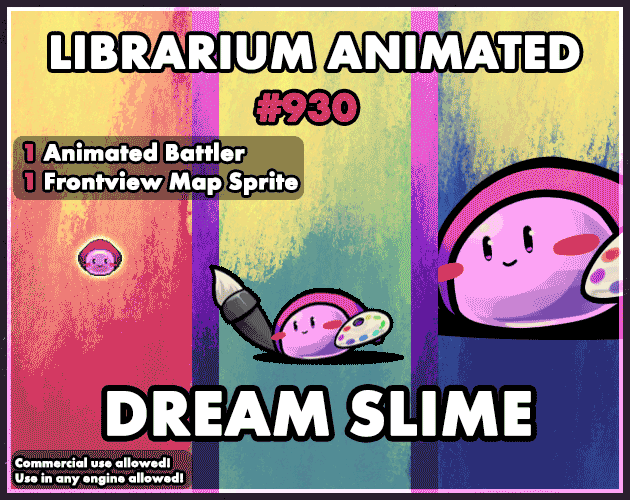 LIBRARIUM ANIMATED
#930
1 Animated Battler
1 Frontview Map Sprite
DREAM SLIME
Commercial use allowed!
Use in any engine allowed!